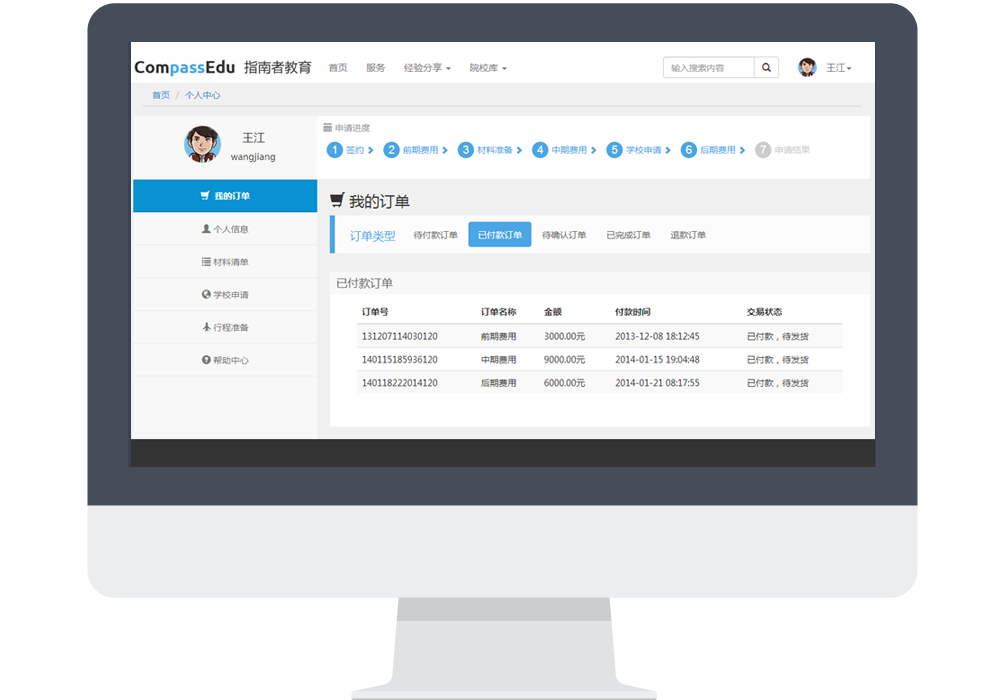 CompassEdu 指南者教育 首页 服务 经验分享 院校库 输入搜索内容 王江
首页 / 个人中心
王江
wangjiang
我的订单
个人信息
材料清单
学校申请
行程准备
帮助中心
申请进度
1 签约 2 前期费用 3 材料准备 4 中期费用 5 学校申请 6 后期费用 7 申请结果
我的订单
订单类型 待付款订单 已付款订单 待确认订单 已完成订单 退款订单
已付款订单
订单号 订单名称 金额 付款时间 交易状态
131207114030120 前期费用 3000.00元 2013-12-08 18:12:45 已付款，待发货
140115185936120 中期费用 9000.00元 2014-01-15 19:04:48 已付款，待发货
140118222014120 后期费用 6000.00元 2014-01-21 08:17:55 已付款，待发货